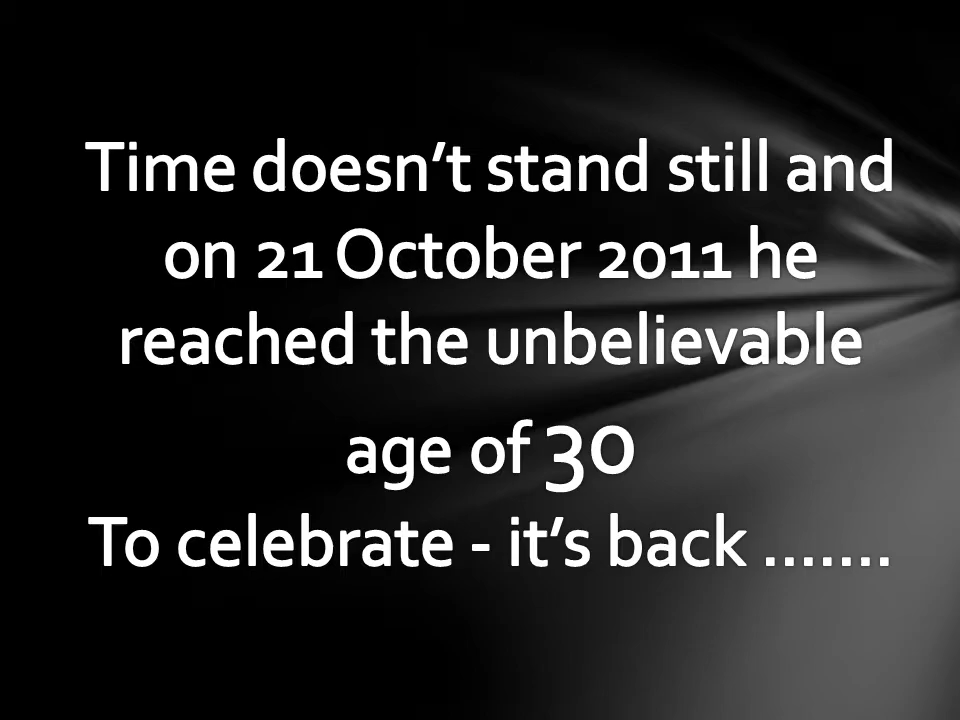 Time doesn’t stand still and
on 21 October 2011 he
reached the unbelievable
age of 30
To celebrate - it’s back .......